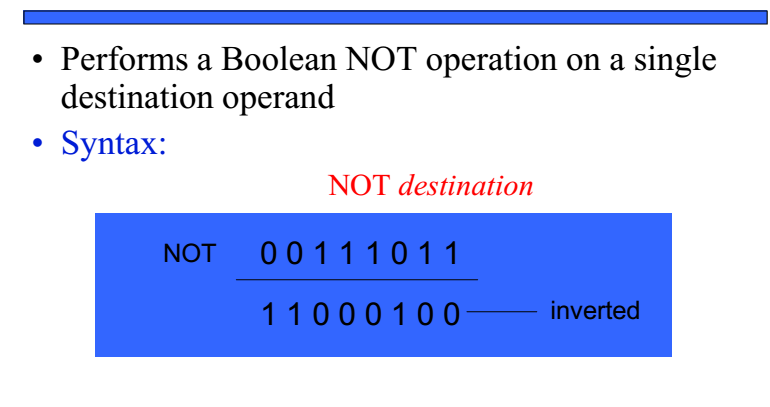 • Performs a Boolean NOT operation on a single
destination operand
• Syntax:
NOT destination
NOT 0 0 1 1 1 0 1 1
1 1 0 0 0 1 0 0 inverted